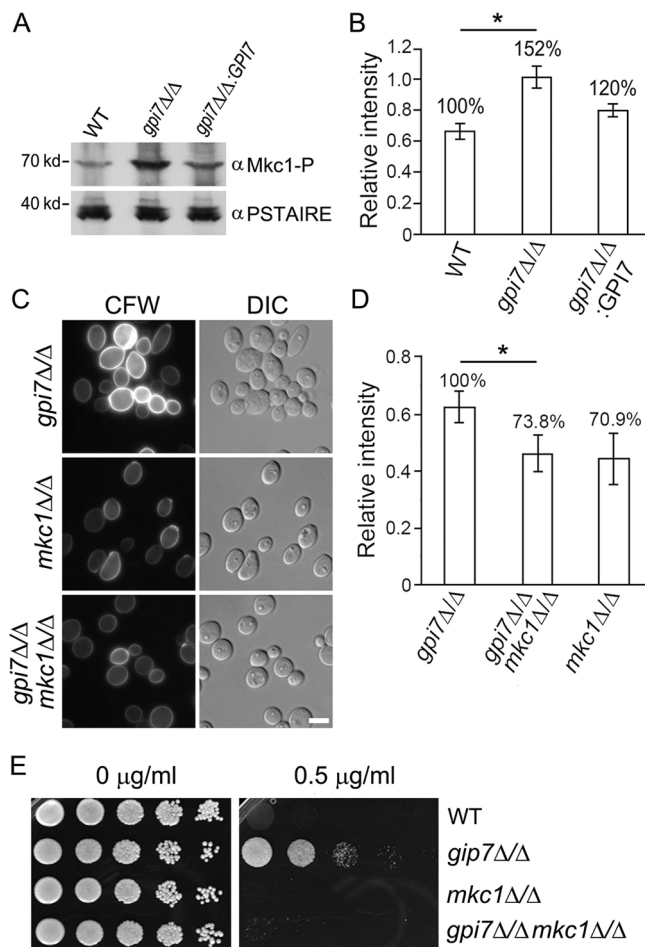 A
WT
gpi7Δ/Δ
gpi7Δ/Δ:GPI7
70 kd
α Mkc1-P
40 kd
α PSTAIRE
B
*
152%
120%
100%
1.2
1.0
0.8
0.6
0.4
0.2
0
Relative intensity
WT
gpi7Δ/Δ
gpi7Δ/Δ
:GPI7
C
CFW
DIC
gpi7Δ/Δ
mkc1Δ/Δ
gpi7Δ/Δ
mkc1Δ/Δ
D
*
100%
73.8%
70.9%
0.8
0.6
0.4
0.2
0
Relative intensity
gpi7Δ/Δ
gpi7Δ/Δ
mkc1Δ/Δ
mkc1Δ/Δ
E
0 μg/ml
0.5 μg/ml
WT
gip7Δ/Δ
mkc1Δ/Δ
gpi7Δ/Δ mkc1Δ/Δ